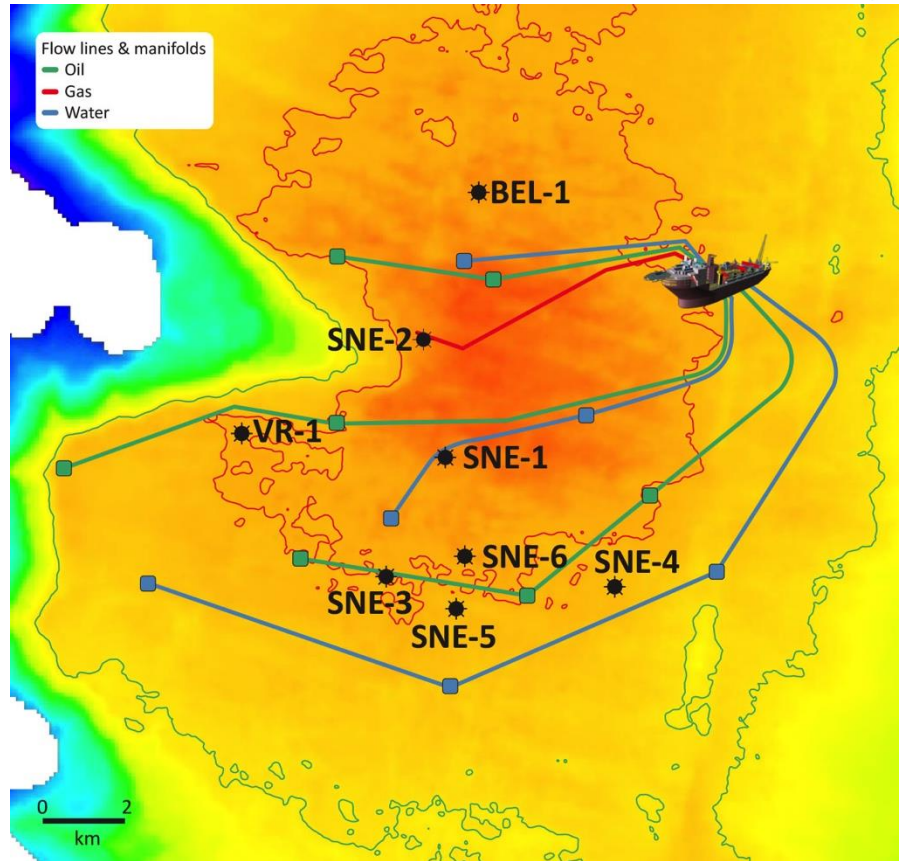 Flow lines & manifolds
Oil
Gas
Water
BEL-1
SNE-2
VR-1
SNE-1
SNE-6
SNE-4
SNE-3
SNE-5
0 2
km